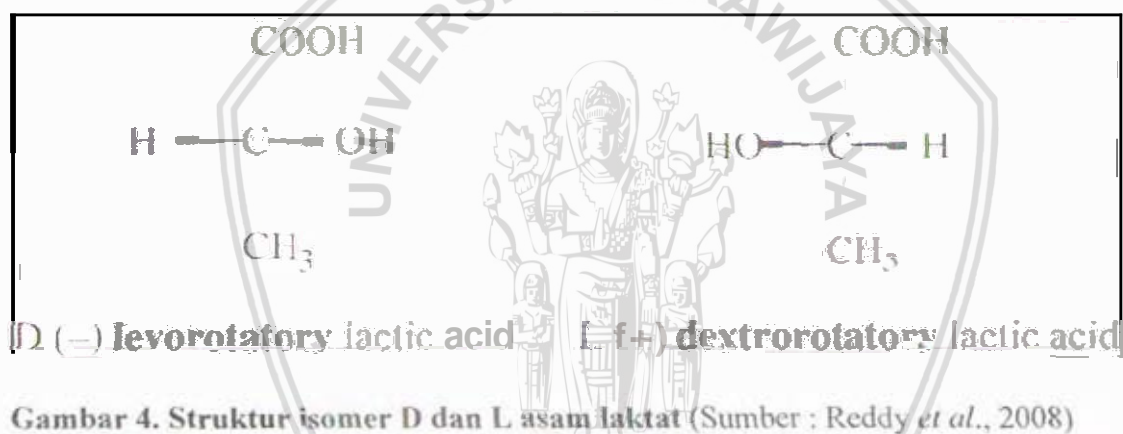 COOH COOH
H C OH HO C H
CH₃ CH₃
D (−) levorotatory lactic acid L (+) dextrorotatory lactic acid
Gambar 4. Struktur isomer D dan L asam laktat (Sumber : Reddy et al., 2008)